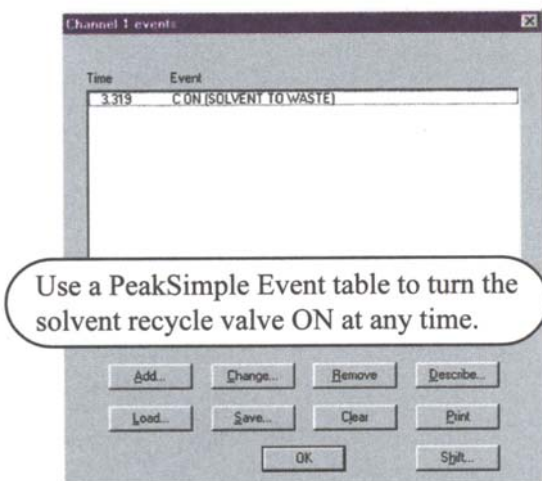 Channel 1 events
Time Event
3.319 C ON (SOLVENT TO WASTE)
Use a PeakSimple Event table to turn the
solvent recycle valve ON at any time.
Add... Change... Remove Describe...
Load... Save... Clear Print
OK Shift...